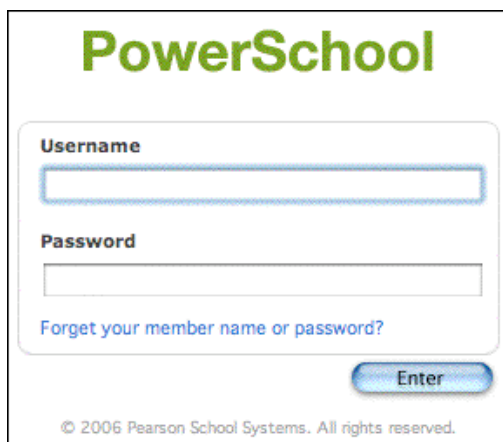 PowerSchool
Username
Password
Forget your member name or password?
Enter
© 2006 Pearson School Systems. All rights reserved.